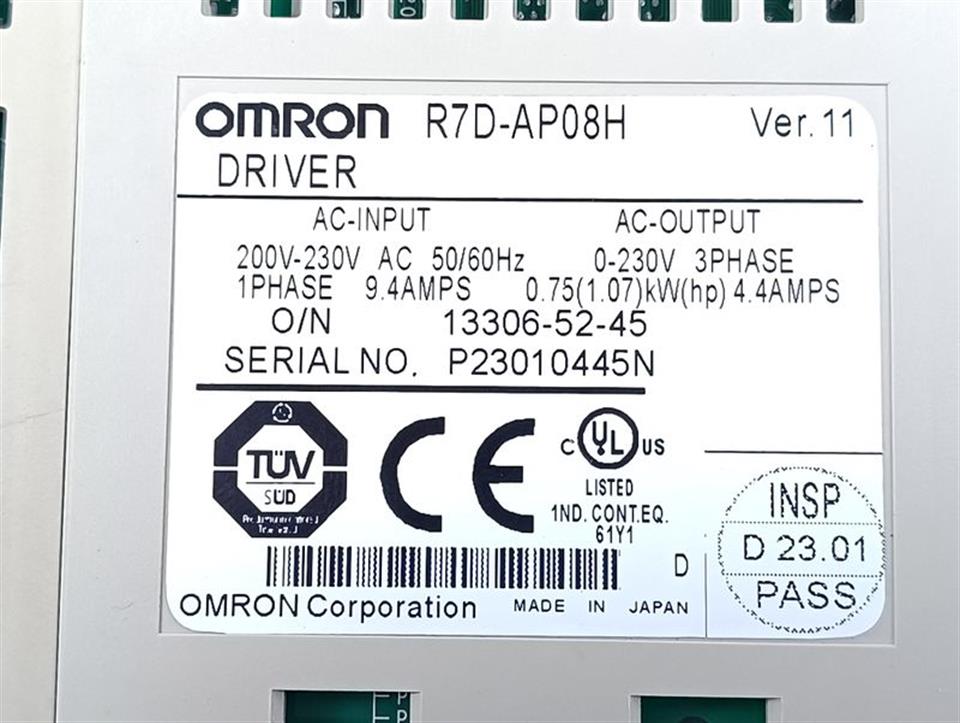 OMRON R7D-AP08H Ver.11
DRIVER
AC-INPUT AC-OUTPUT
200V-230V AC 50/60Hz 0-230V 3PHASE
1PHASE 9.4AMPS 0.75(1.07)kW(hp) 4.4AMPS
O/N 13306-52-45
SERIAL NO. P23010445N
TÜV
SÜD
C UL US
LISTED
1ND. CONT.EQ.
61Y1
CE
INSP
D 23.01
PASS
D
OMRON Corporation MADE IN JAPAN
P
P